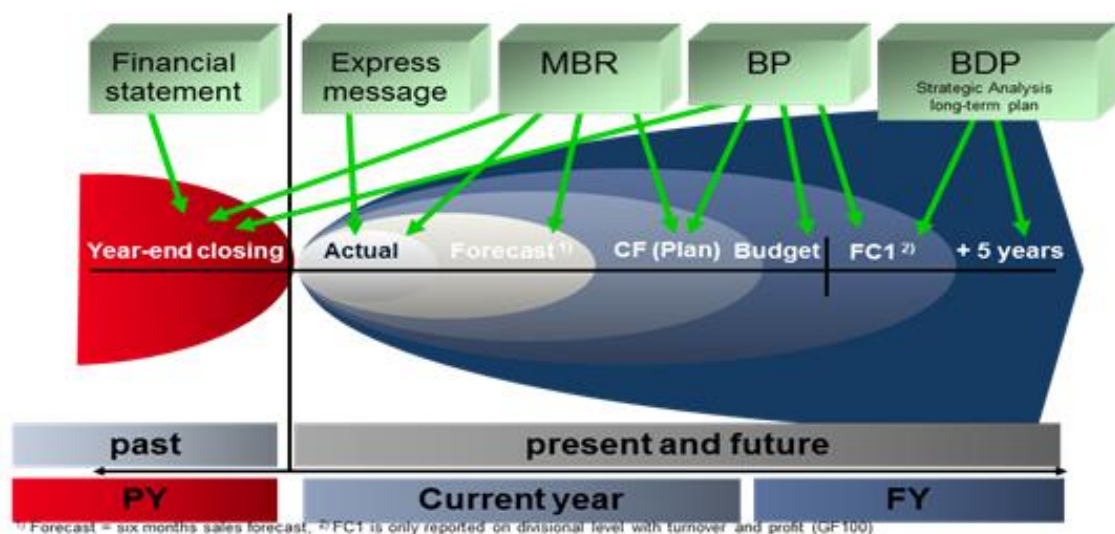 Financial
statement
Express
message
MBR
BP
BDP
Strategic Analysis
long-term plan
Year-end closing
Actual
Forecast 1)
CF (Plan)
Budget
FC1 2)
+ 5 years
past
present and future
PY
Current year
FY
1) Forecast = six months sales forecast, 2) FC1 is only reported on divisional level with turnover and profit (GF100)